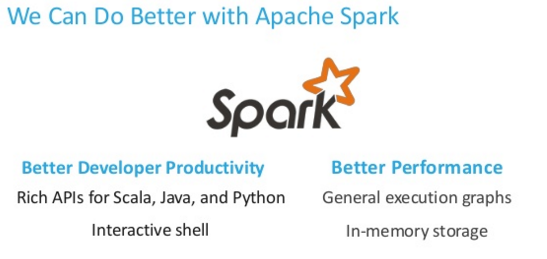 We Can Do Better with Apache Spark
Spark
Better Developer Productivity
Rich APIs for Scala, Java, and Python
Interactive shell
Better Performance
General execution graphs
In-memory storage